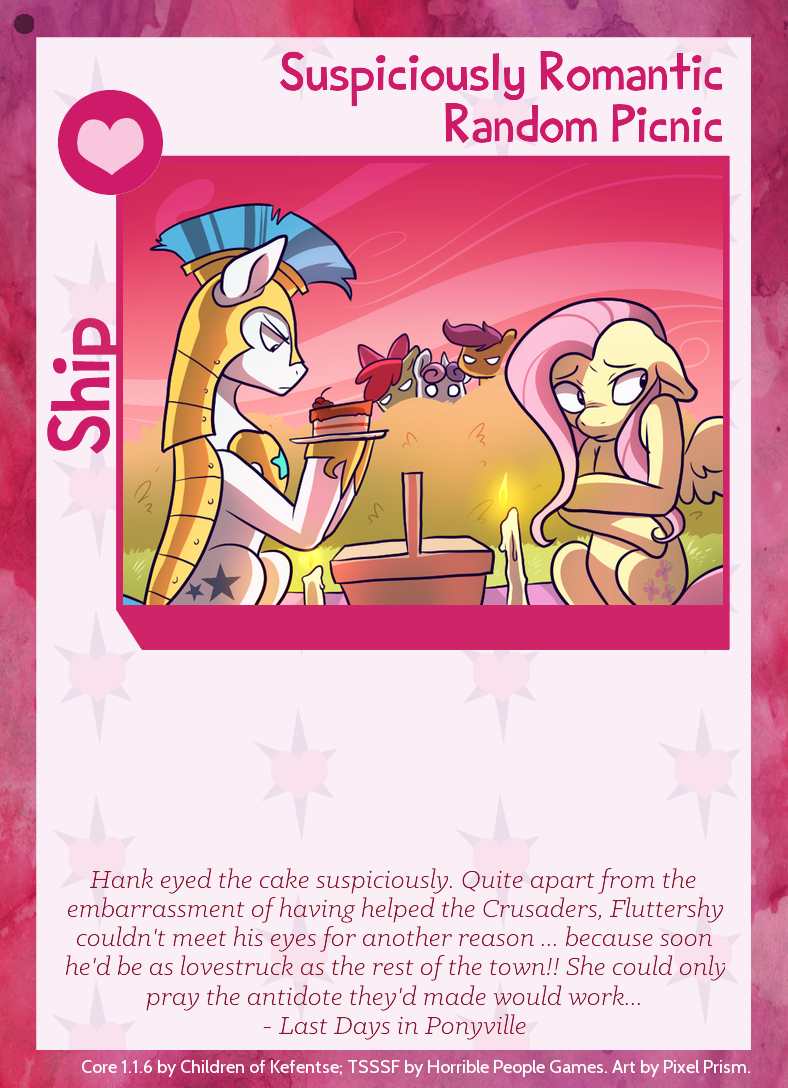 Suspiciously Romantic
Random Picnic
Ship
Hank eyed the cake suspiciously. Quite apart from the
embarrassment of having helped the Crusaders, Fluttershy
couldn't meet his eyes for another reason ... because soon
he'd be as lovestruck as the rest of the town!! She could only
pray the antidote they'd made would work...
- Last Days in Ponyville
Core 1.1.6 by Children of Kefentse; TSSSF by Horrible People Games. Art by Pixel Prism.